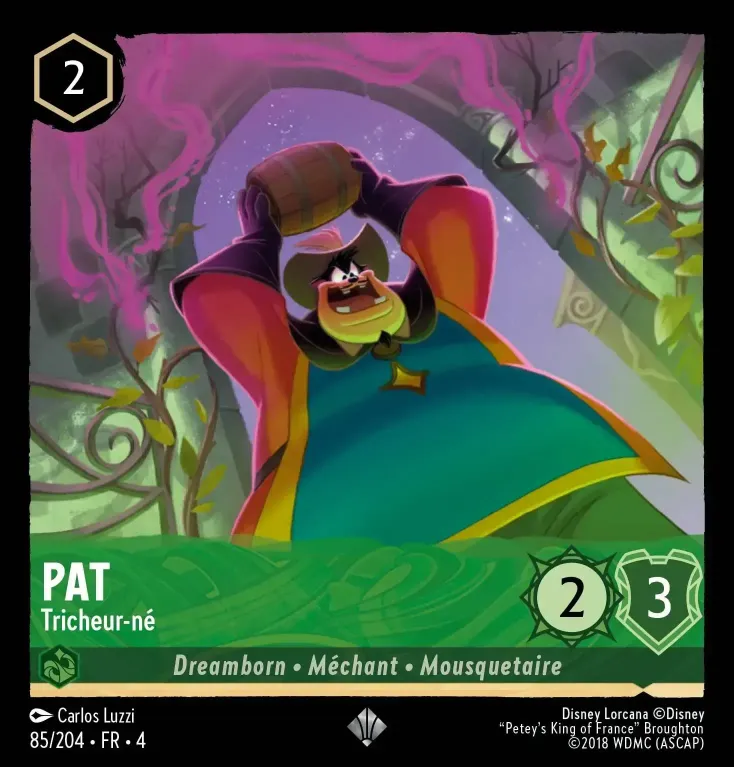 2
PAT
Tricheur-né
2
3
Dreamborn • Méchant • Mousquetaire
Carlos Luzzi
85/204 • FR • 4
Disney Lorcana ©Disney
“Petey’s King of France” Broughton
©2018 WDMC (ASCAP)